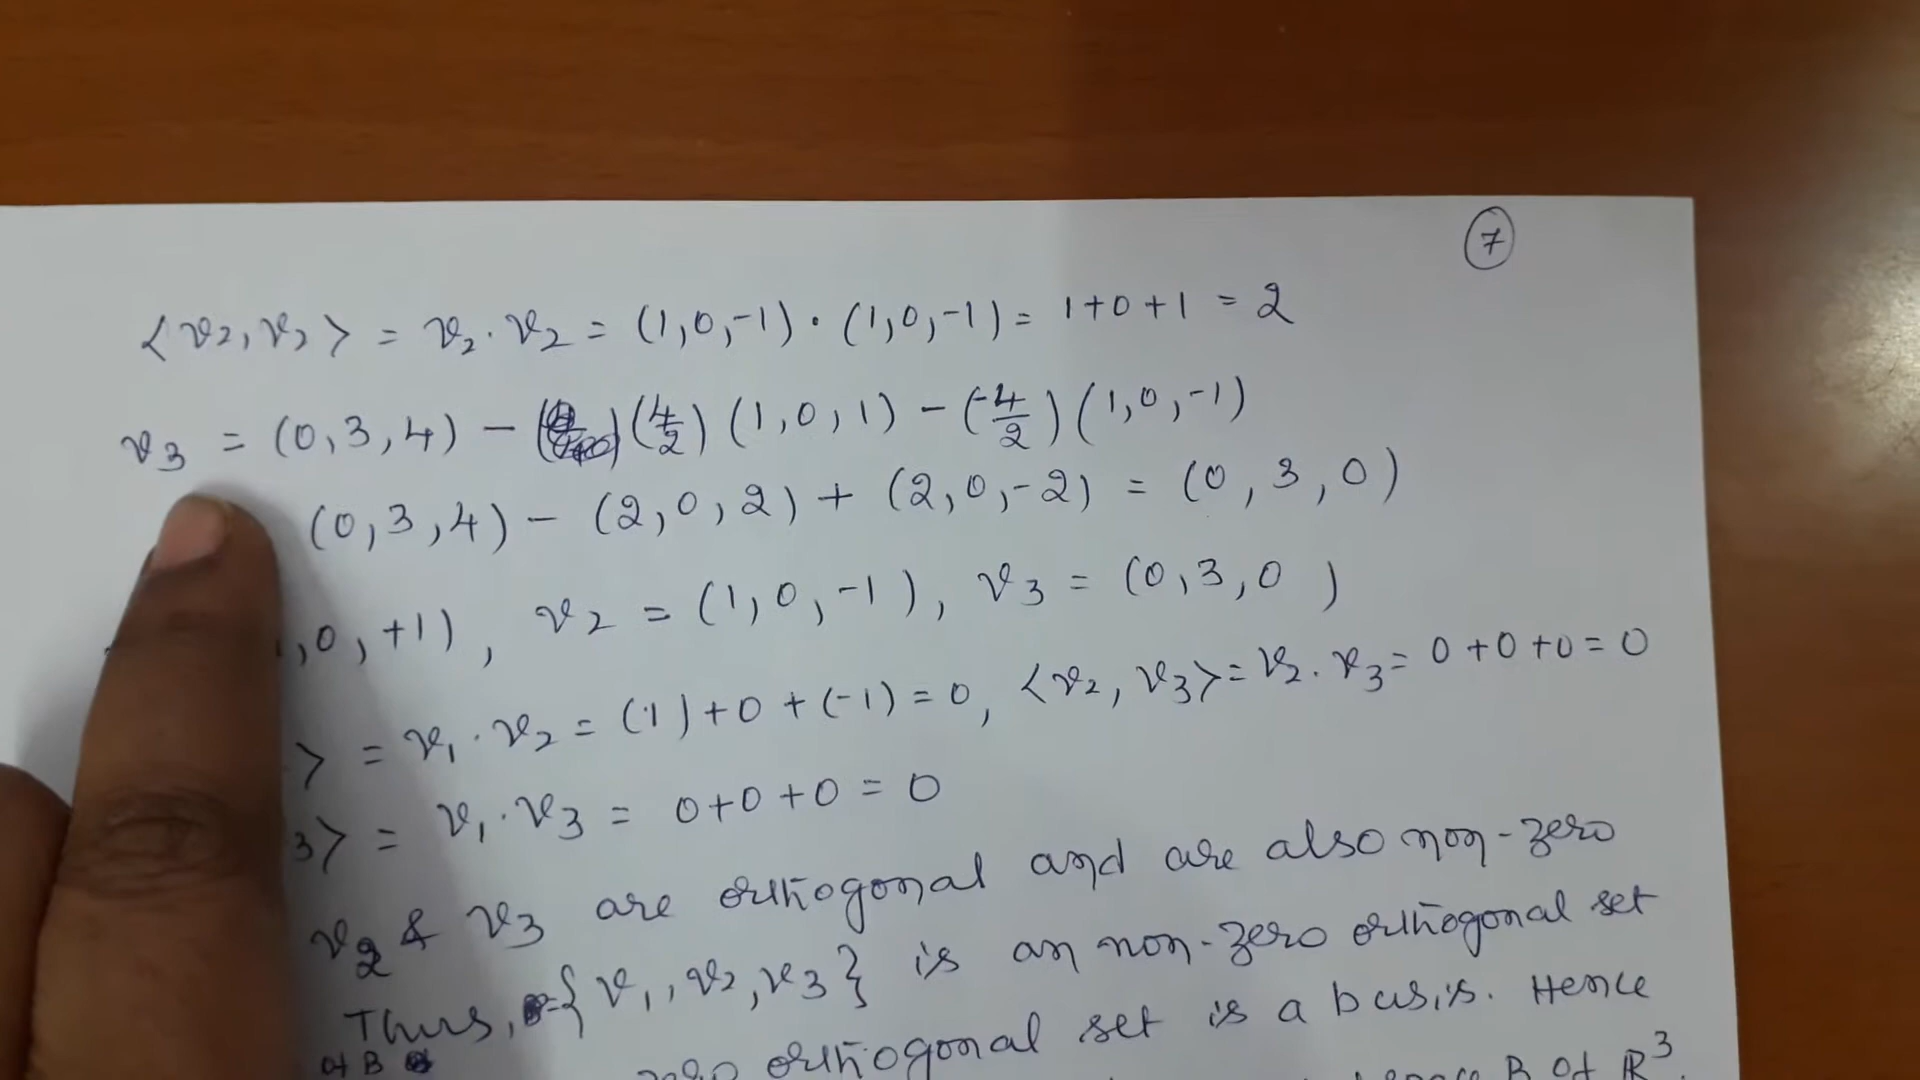 7
<v2, v2> = v2 . v2 = (1,0,-1) . (1,0,-1) = 1+0+1 = 2
v3 = (0,3,4) - (4/2) (1,0,1) - (-4/2) (1,0,-1)
(0,3,4) - (2,0,2) + (2,0,-2) = (0,3,0)
,0,+1), v2 = (1,0,-1), v3 = (0,3,0)
> = v1 . v2 = (1)+0+(-1) = 0, <v2, v3> = v2 . v3 = 0+0+0 = 0
3> = v1 . v3 = 0+0+0 = 0
v2 & v3 are orthogonal and are also non-zero
Thus, {v1, v2, v3} is an non-zero orthogonal set
of B orthogonal set is a basis. Hence
B of ℝ³.